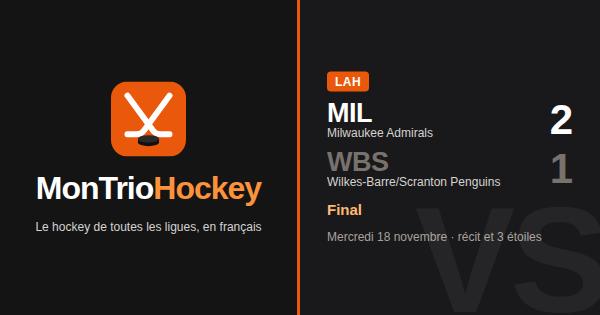 MonTrioHockey
Le hockey de toutes les ligues, en français
LAH
MIL 2
Milwaukee Admirals
WBS 1
Wilkes-Barre/Scranton Penguins
Final
Mercredi 18 novembre · récit et 3 étoiles
VS